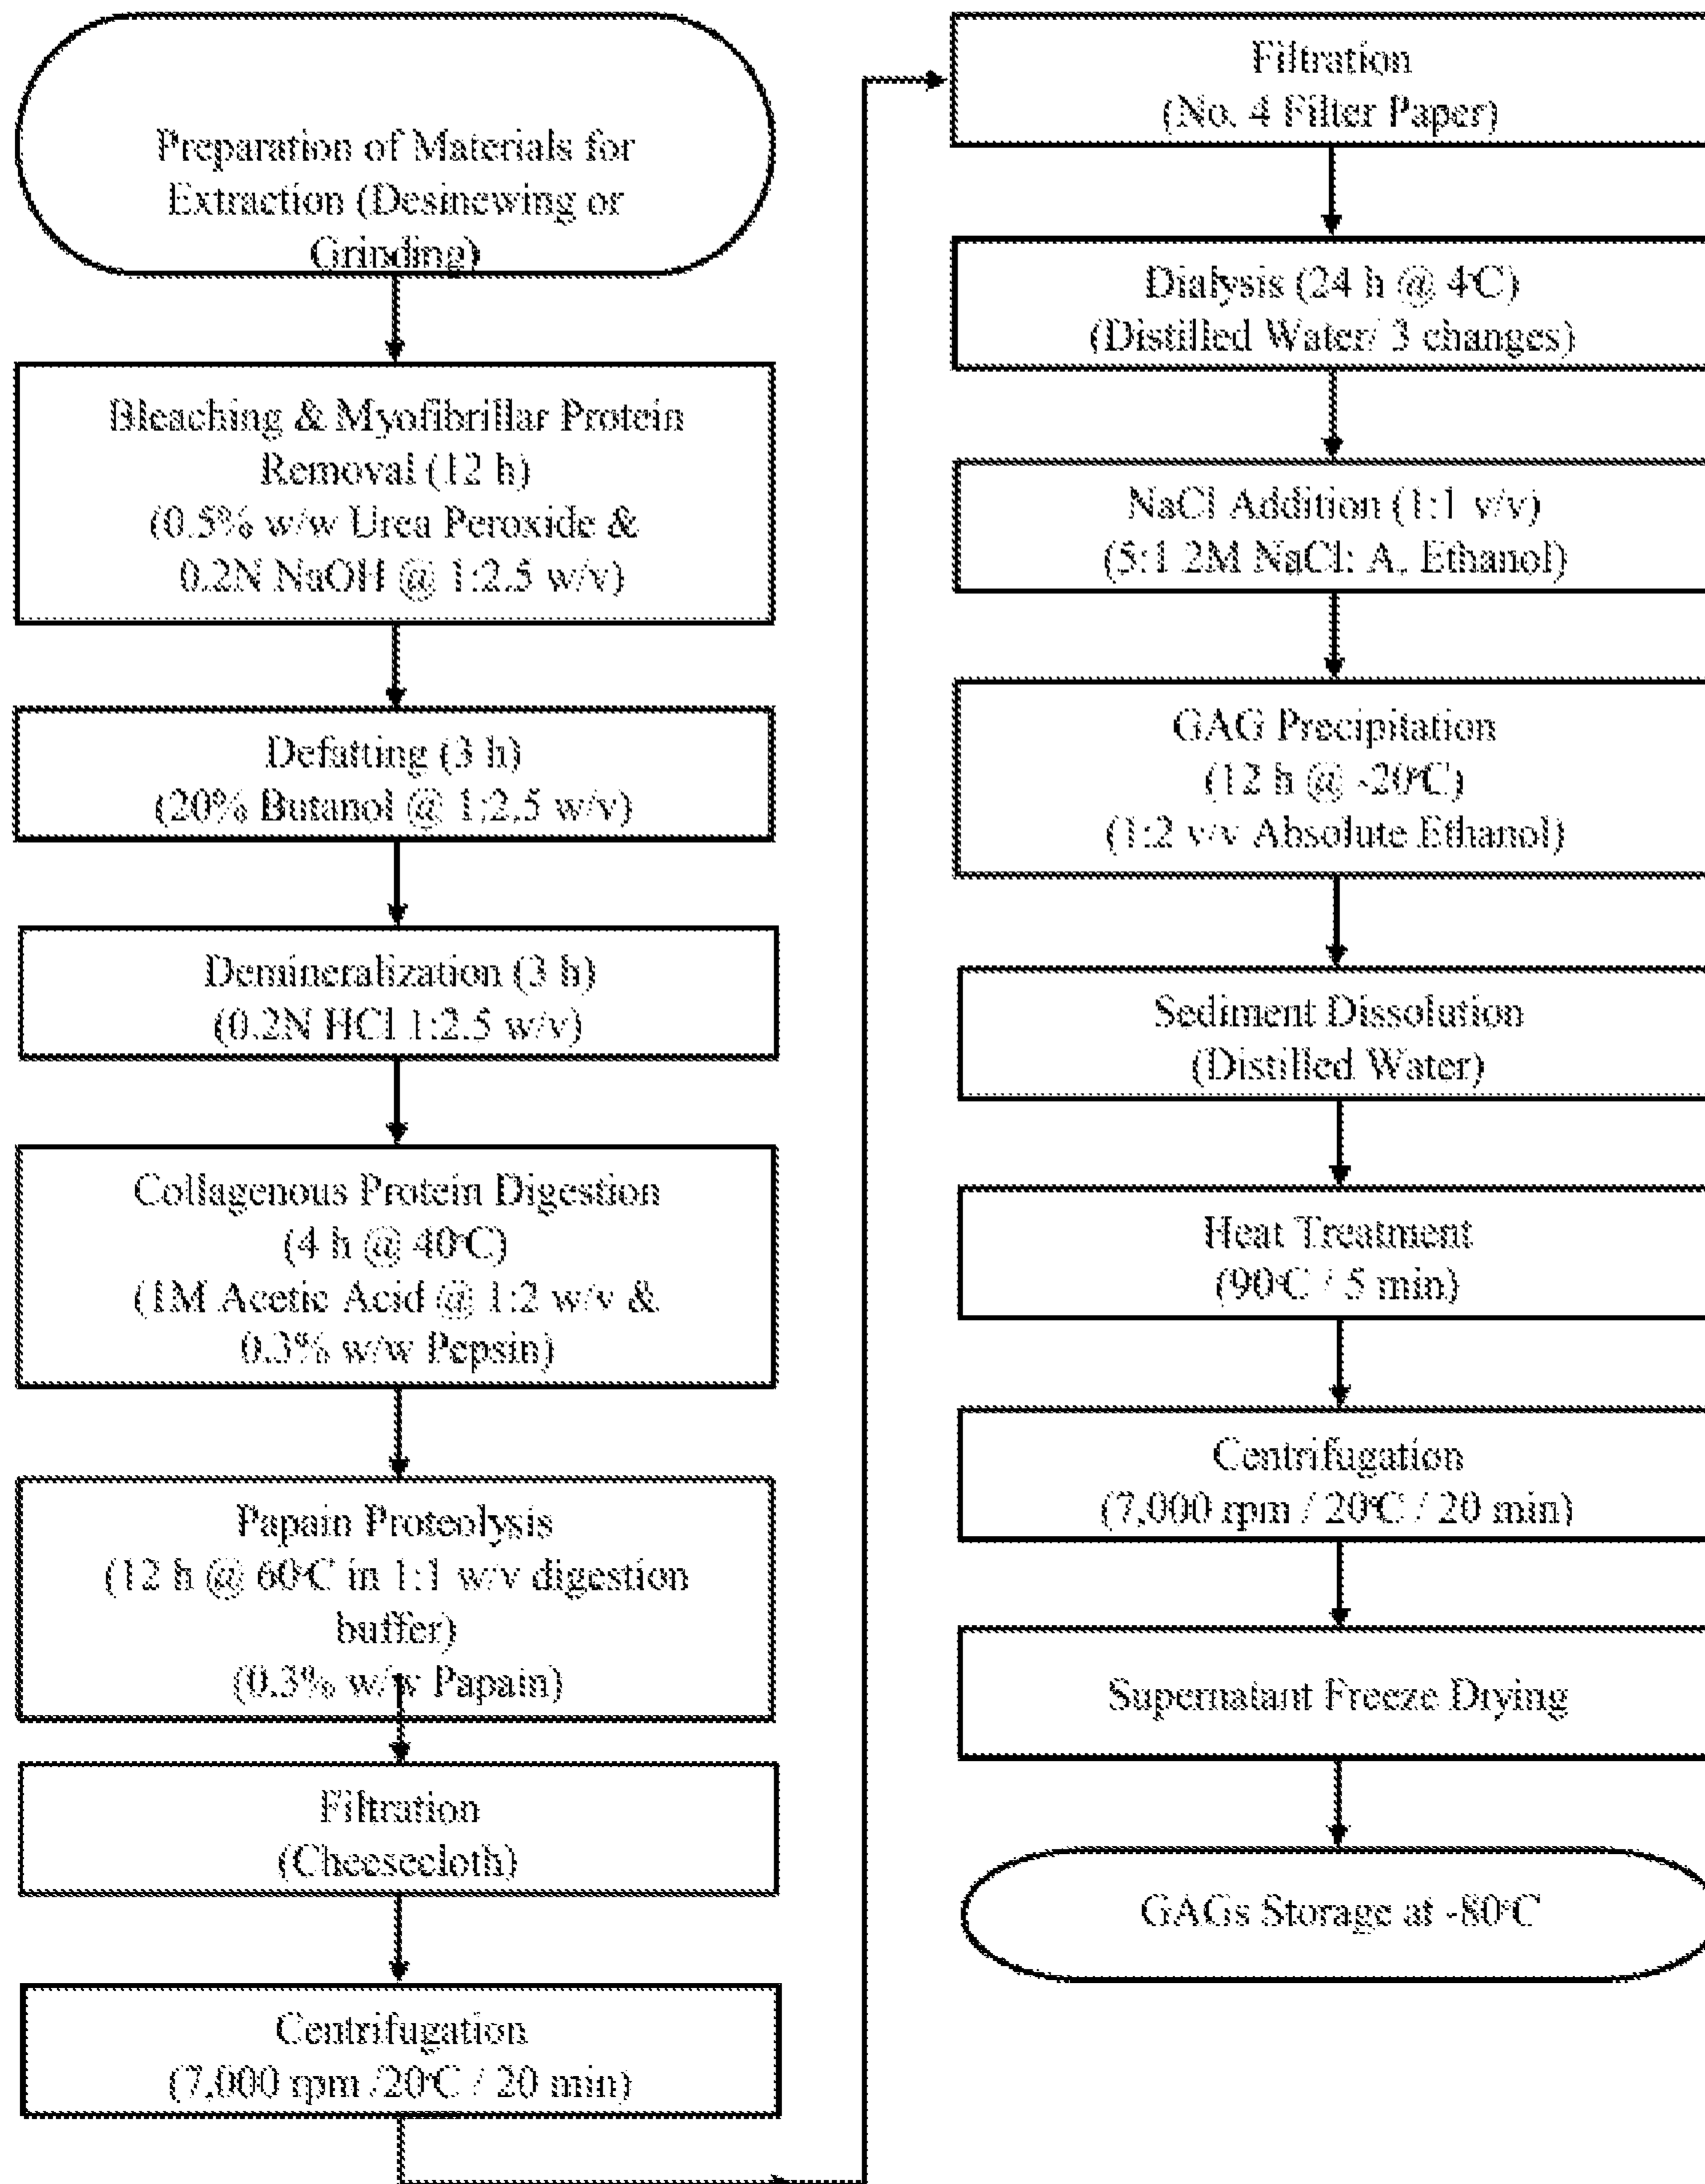 Preparation of Materials for
Extraction (Desinewing or
Grinding)
Bleaching & Myofibrillar Protein
Removal (12 h)
(0.5% w/w Urea Peroxide &
0.2N NaOH @ 1:2.5 w/v)
Defatting (3 h)
(20% Butanol @ 1:2.5 w/v)
Demineralization (3 h)
(0.2N HCl 1:2.5 w/v)
Collagenous Protein Digestion
(4 h @ 40°C)
(1M Acetic Acid @ 1:2 w/v &
0.3% w/w Pepsin)
Papain Proteolysis
(12 h @ 60°C in 1:1 w/v digestion
buffer)
(0.3% w/w Papain)
Filtration
(Cheesecloth)
Centrifugation
(7,000 rpm /20°C / 20 min)
Filtration
(No. 4 Filter Paper)
Dialysis (24 h @ 4°C)
(Distilled Water/ 3 changes)
NaCl Addition (1:1 v/v)
(5:1 2M NaCl: A. Ethanol)
GAG Precipitation
(12 h @ -20°C)
(1:2 v/v Absolute Ethanol)
Sediment Dissolution
(Distilled Water)
Heat Treatment
(90°C / 5 min)
Centrifugation
(7,000 rpm / 20°C / 20 min)
Supernatant Freeze Drying
GAGs Storage at -80°C